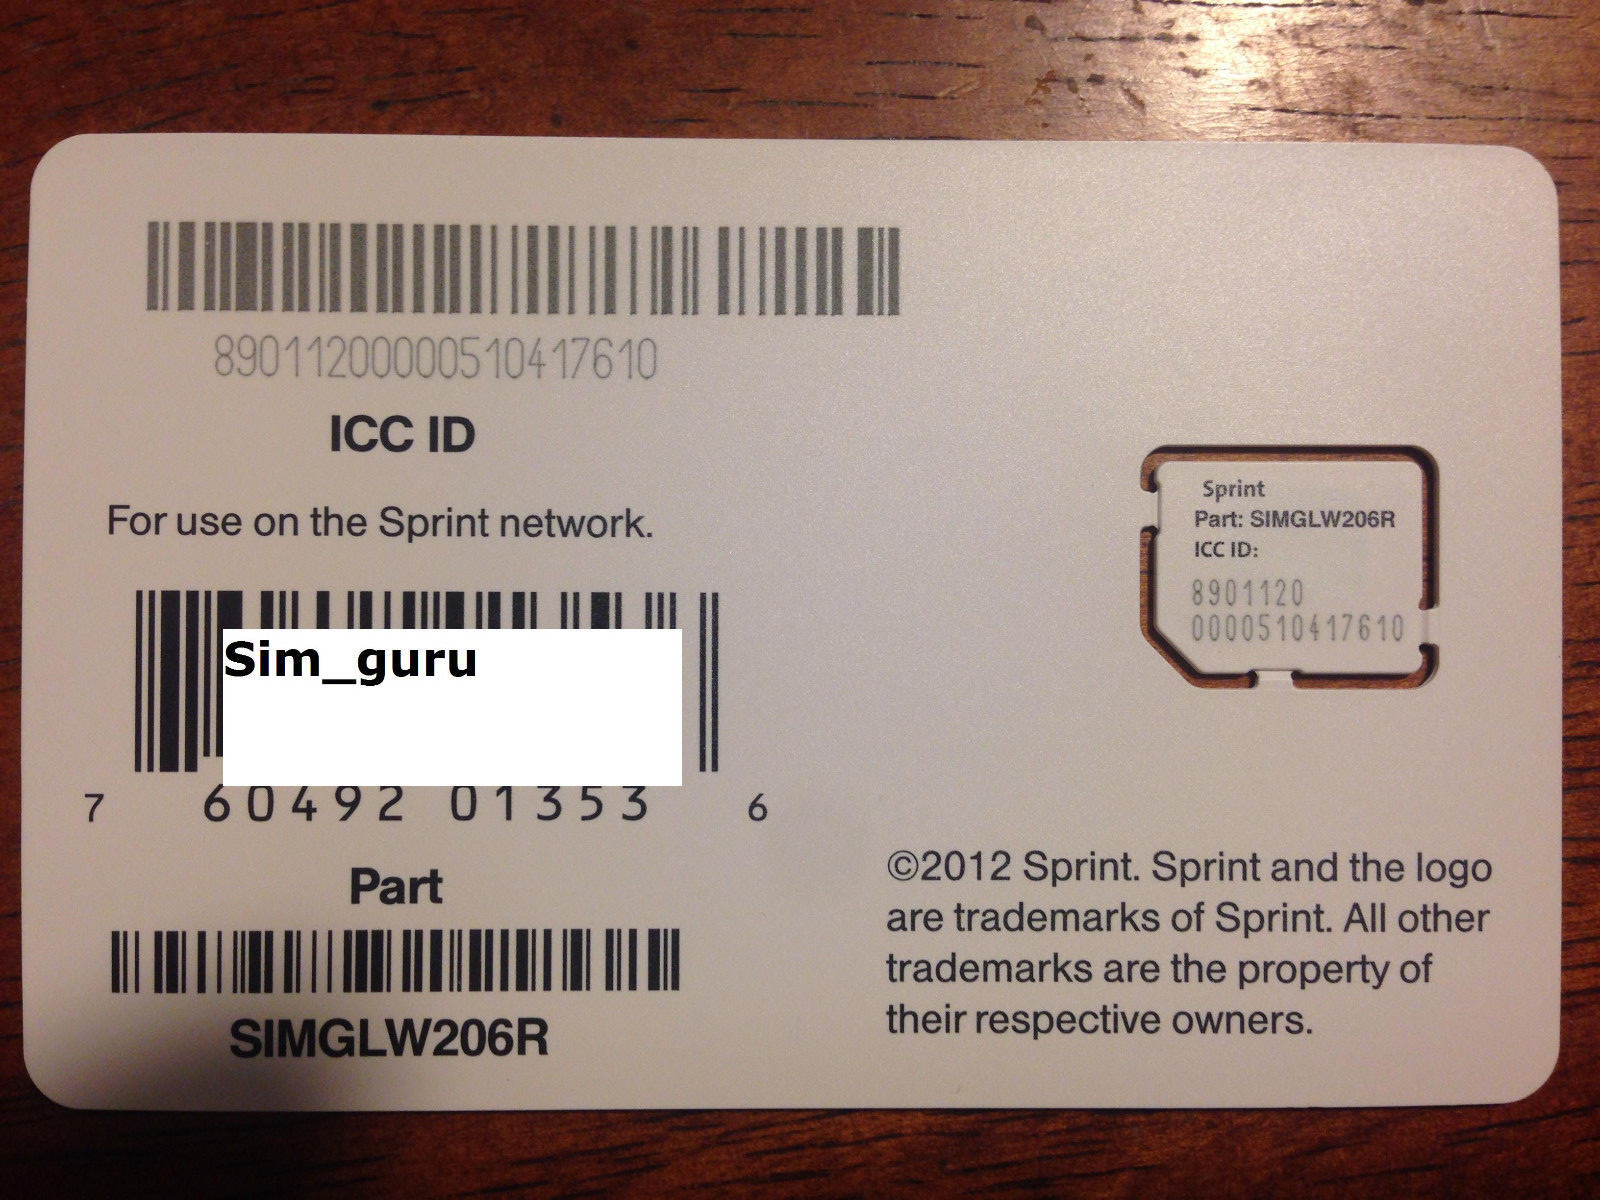 89011200000510417610
ICC ID
For use on the Sprint network.
Sim_guru
7 60492 01353 6
Part
SIMGLW206R
Sprint
Part: SIMGLW206R
ICC ID:
8901120
0000510417610
©2012 Sprint. Sprint and the logo
are trademarks of Sprint. All other
trademarks are the property of
their respective owners.